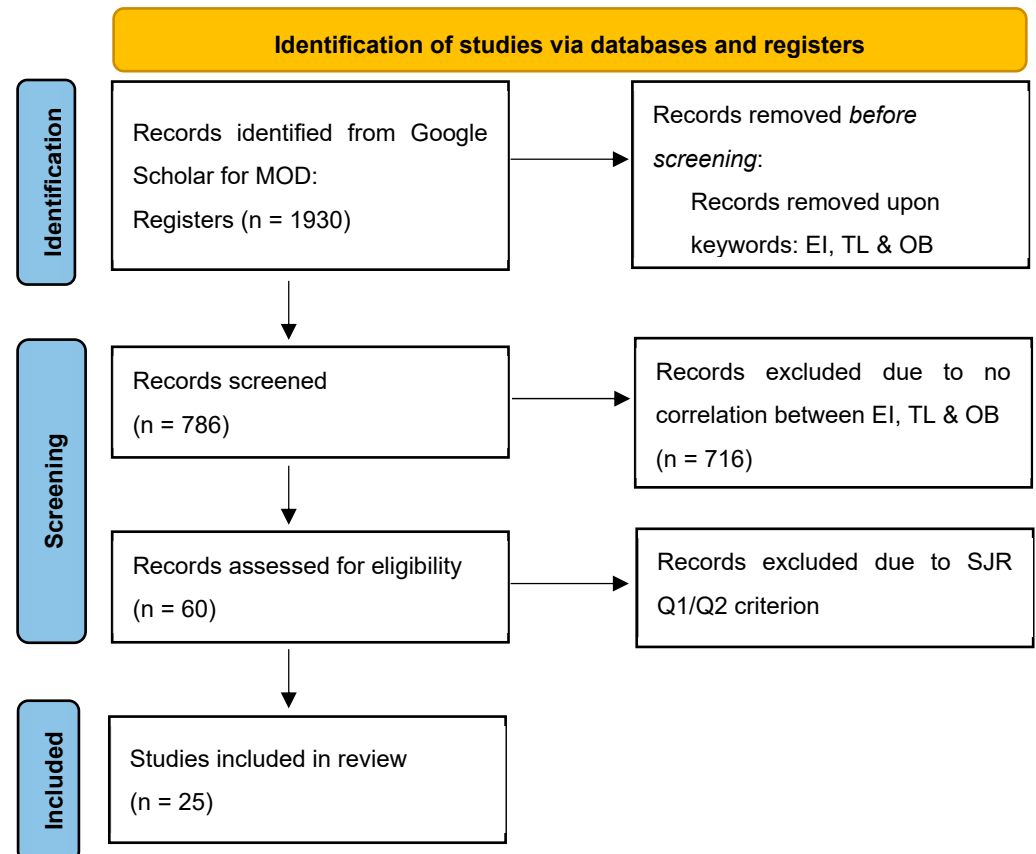 Identification of studies via databases and registers
Identification
Records identified from Google
Scholar for MOD:
Registers (n = 1930)
Records removed before
screening:
Records removed upon
keywords: EI, TL & OB
Screening
Records screened
(n = 786)
Records excluded due to no
correlation between EI, TL & OB
(n = 716)
Records assessed for eligibility
(n = 60)
Records excluded due to SJR
Q1/Q2 criterion
Included
Studies included in review
(n = 25)